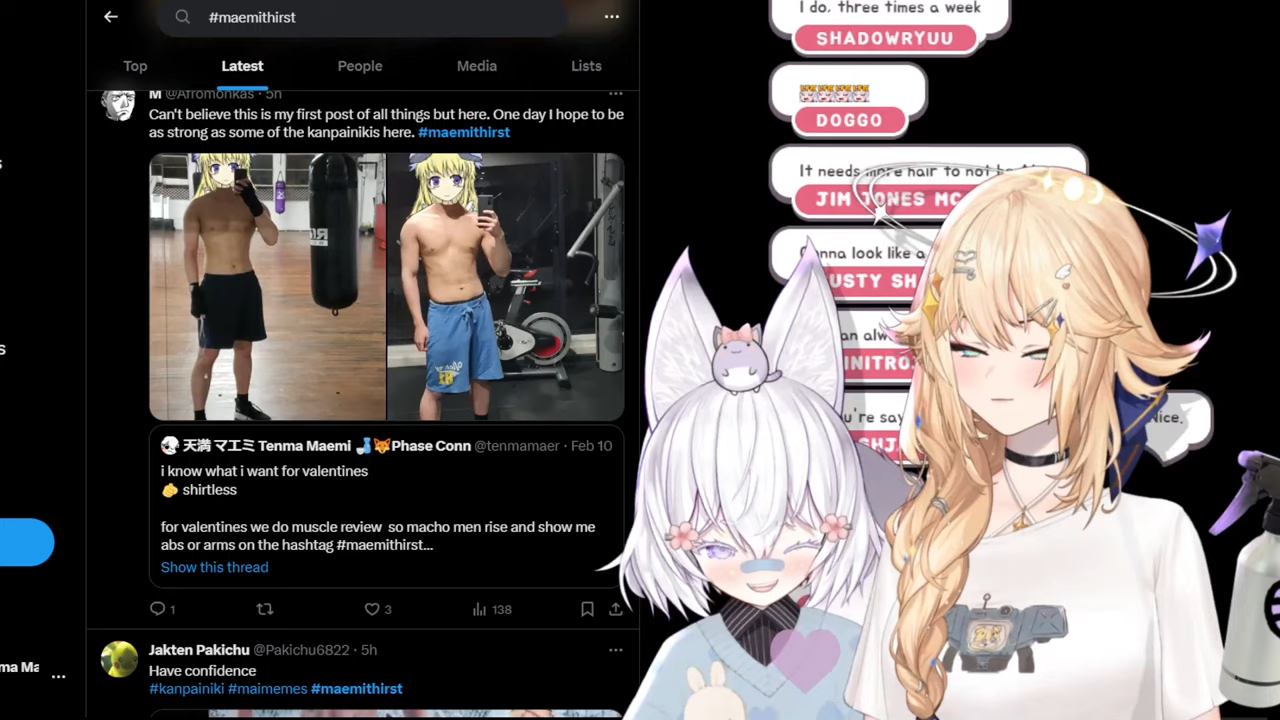 #maemithirst
Top
Latest
People
Media
Lists
M @Afromonkas · 5h
Can't believe this is my first post of all things but here. One day I hope to be
as strong as some of the kanpainikis here. #maemithirst
天満 マエミ Tenma Maemi Phase Conn @tenmamaer · Feb 10
i know what i want for valentines
shirtless
for valentines we do muscle review so macho men rise and show me
abs or arms on the hashtag #maemithirst...
Show this thread
1
3
138
Jakten Pakichu @Pakichu6822 · 5h
Have confidence
#kanpainiki #maimemes #maemithirst
I do, three times a week
SHADOWRYUU
DOGGO
It needs more hair to not
JIM JONES
look like a
Nice.